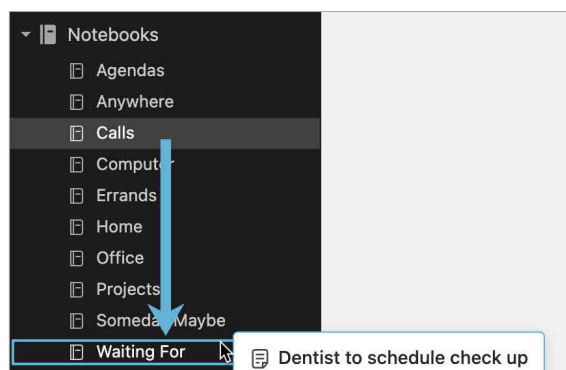 Notebooks
Agendas
Anywhere
Calls
Computer
Errands
Home
Office
Projects
Someday Maybe
Waiting For
Dentist to schedule check up